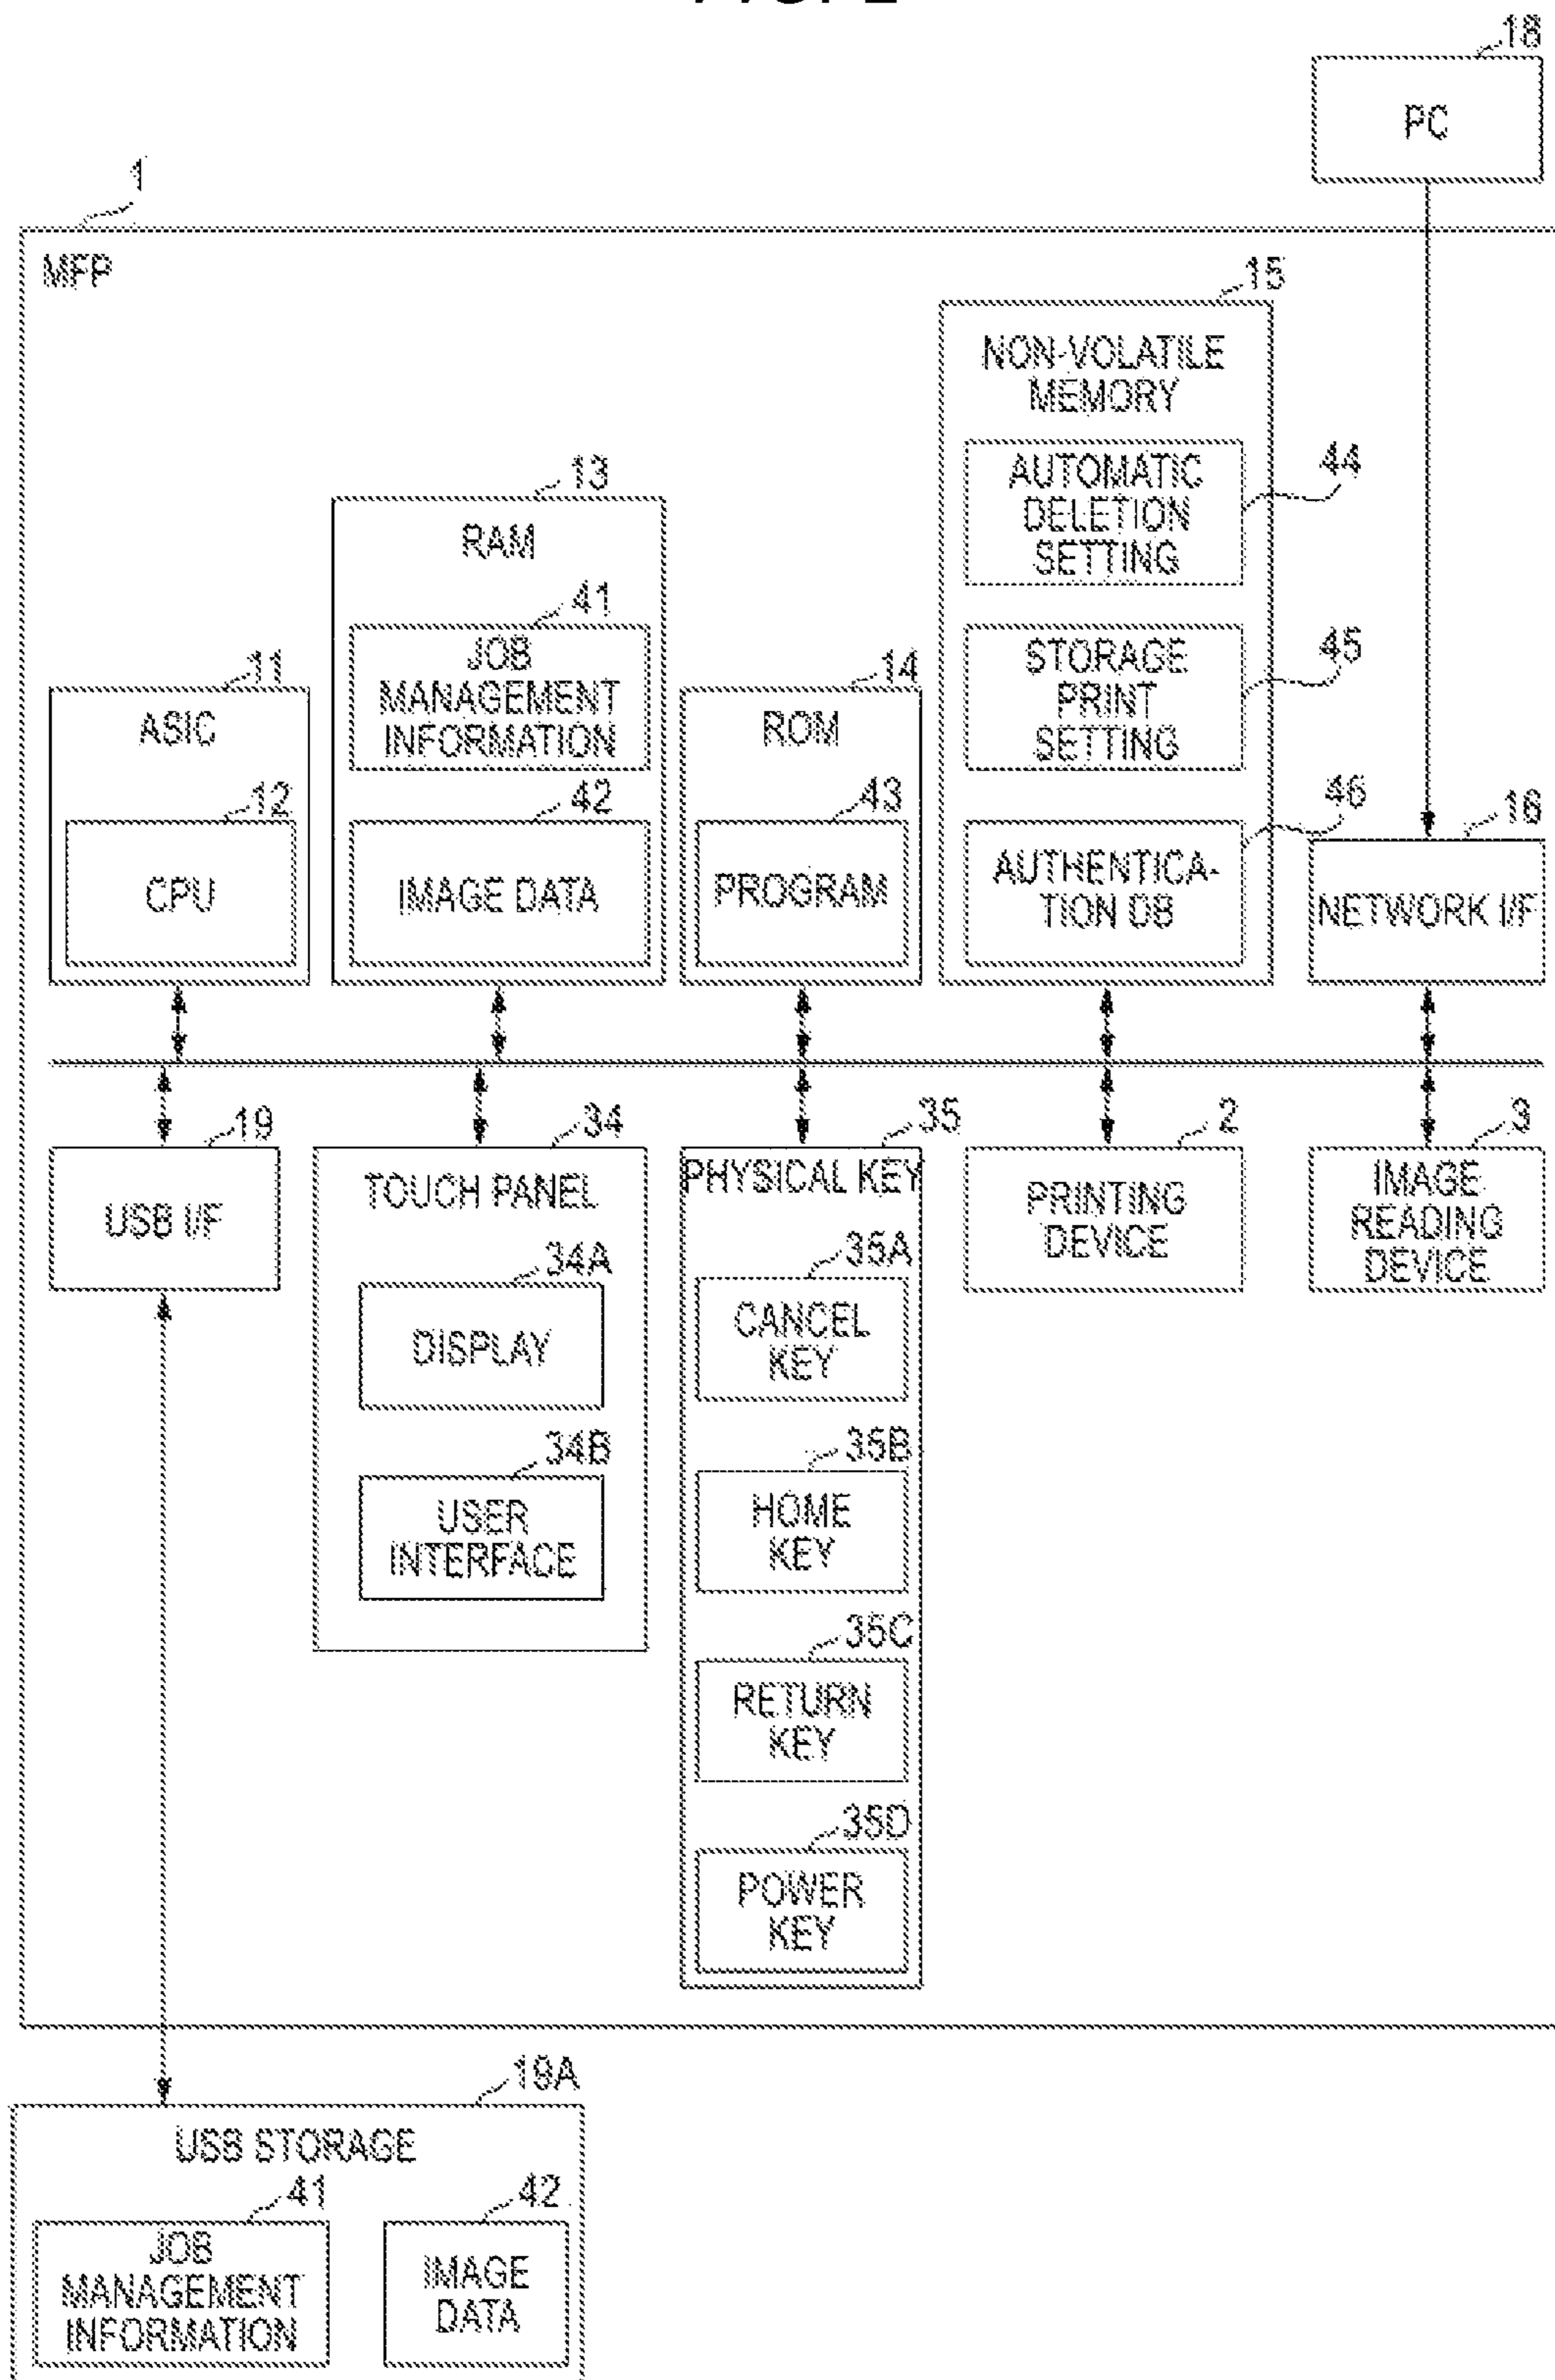 18
PC
1
MFP
15
NON-VOLATILE
MEMORY
44
AUTOMATIC
DELETION
SETTING
13
RAM
41
JOB
MANAGEMENT
INFORMATION
45
STORAGE
PRINT
SETTING
11
ASIC
14
ROM
12
CPU
42
IMAGE DATA
43
PROGRAM
46
AUTHENTICA-
TION DB
16
NETWORK I/F
19
USB I/F
34
TOUCH PANEL
35
PHYSICAL KEY
2
PRINTING
DEVICE
3
IMAGE
READING
DEVICE
34A
DISPLAY
35A
CANCEL
KEY
34B
USER
INTERFACE
35B
HOME
KEY
35C
RETURN
KEY
35D
POWER
KEY
19A
USB STORAGE
41
JOB
MANAGEMENT
INFORMATION
42
IMAGE
DATA